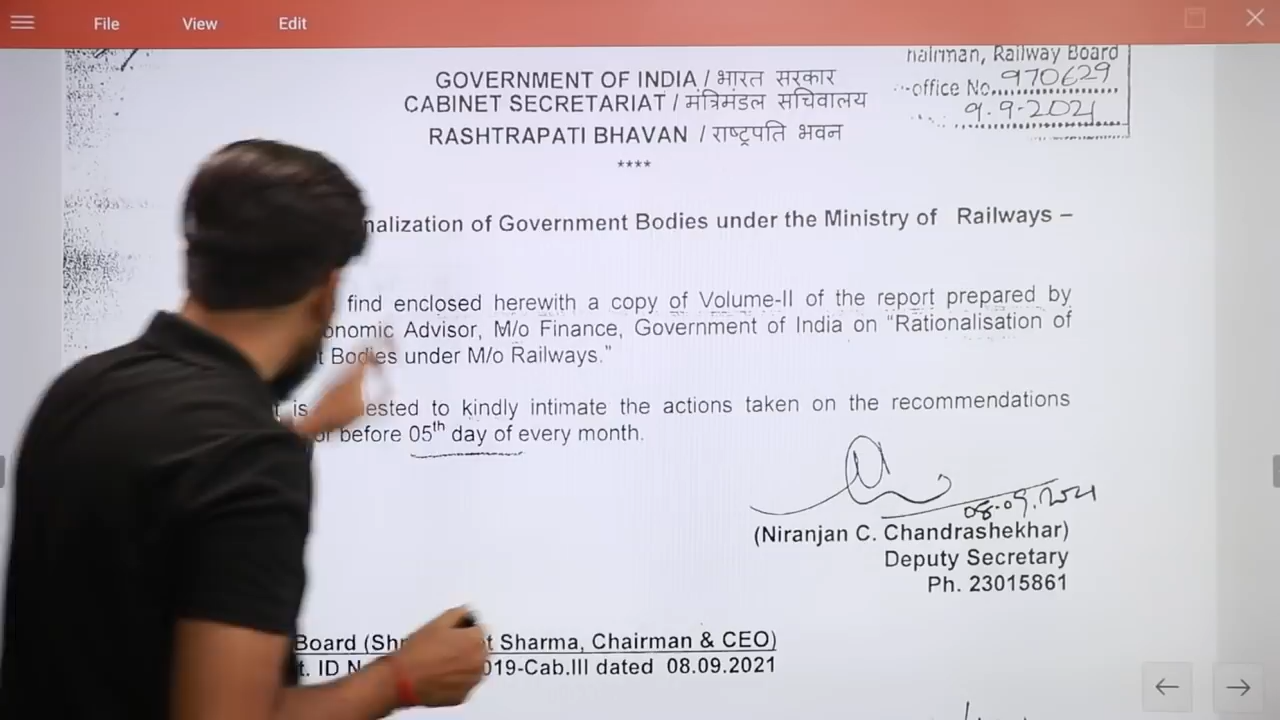 File View Edit
hairman, Railway Board
office No. 970629
9.9-2021
GOVERNMENT OF INDIA / भारत सरकार
CABINET SECRETARIAT / मंत्रिमंडल सचिवालय
RASHTRAPATI BHAVAN / राष्ट्रपति भवन
****
nalization of Government Bodies under the Ministry of Railways –
find enclosed herewith a copy of Volume-II of the report prepared by
onomic Advisor, M/o Finance, Government of India on “Rationalisation of
t Bodies under M/o Railways.”
t is ested to kindly intimate the actions taken on the recommendations
or before 05th day of every month.
08.09.2021
(Niranjan C. Chandrashekhar)
Deputy Secretary
Ph. 23015861
Board (Shr t Sharma, Chairman & CEO)
t. ID N 019-Cab.III dated 08.09.2021